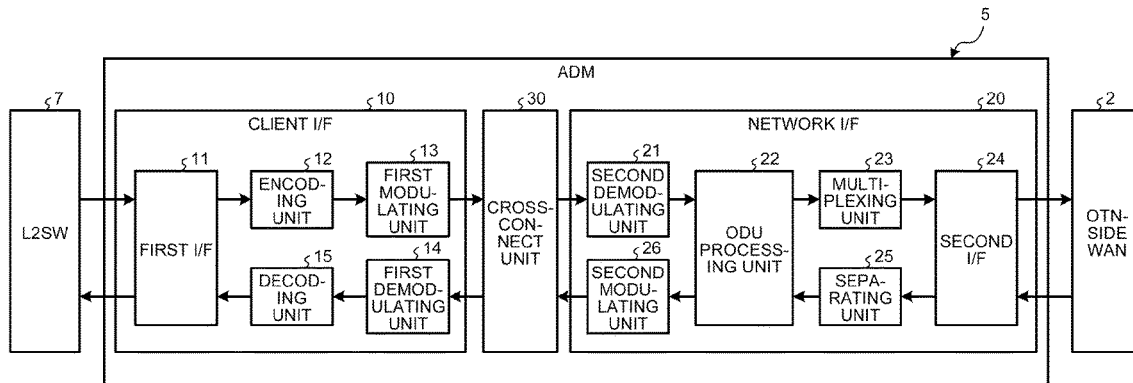 5
ADM
7
L2SW
10
CLIENT I/F
11
FIRST I/F
12
ENCOD-
ING
UNIT
13
FIRST
MODU-
LATING
UNIT
15
DECOD-
ING
UNIT
14
FIRST
DEMOD-
ULATING
UNIT
30
CROSS-
CON-
NECT
UNIT
20
NETWORK I/F
21
SECOND
DEMOD-
ULATING
UNIT
22
ODU
PROCESS-
ING UNIT
23
MULTI-
PLEXING
UNIT
24
SECOND
I/F
26
SECOND
MODU-
LATING
UNIT
25
SEPA-
RATING
UNIT
2
OTN-
SIDE
WAN